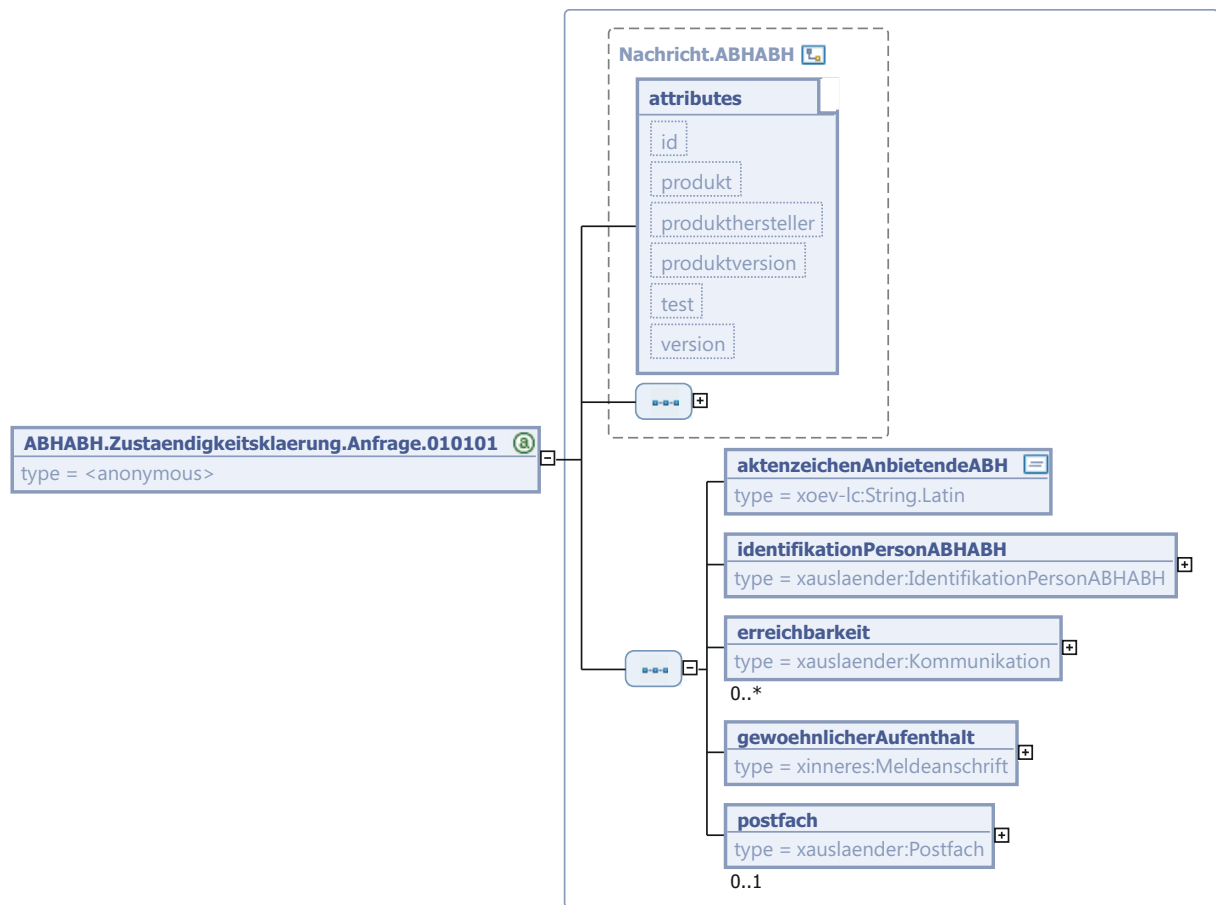 Nachricht.ABHABH
attributes
id
produkt
produkthersteller
produktversion
test
version
ABHABH.Zustaendigkeitsklaerung.Anfrage.010101
type = <anonymous>
aktenzeichenAnbietendeABH
type = xoev-lc:String.Latin
identifikationPersonABHABH
type = xauslaender:IdentifikationPersonABHABH
erreichbarkeit
type = xauslaender:Kommunikation
0..*
gewoehnlicherAufenthalt
type = xinneres:Meldeanschrift
postfach
type = xauslaender:Postfach
0..1